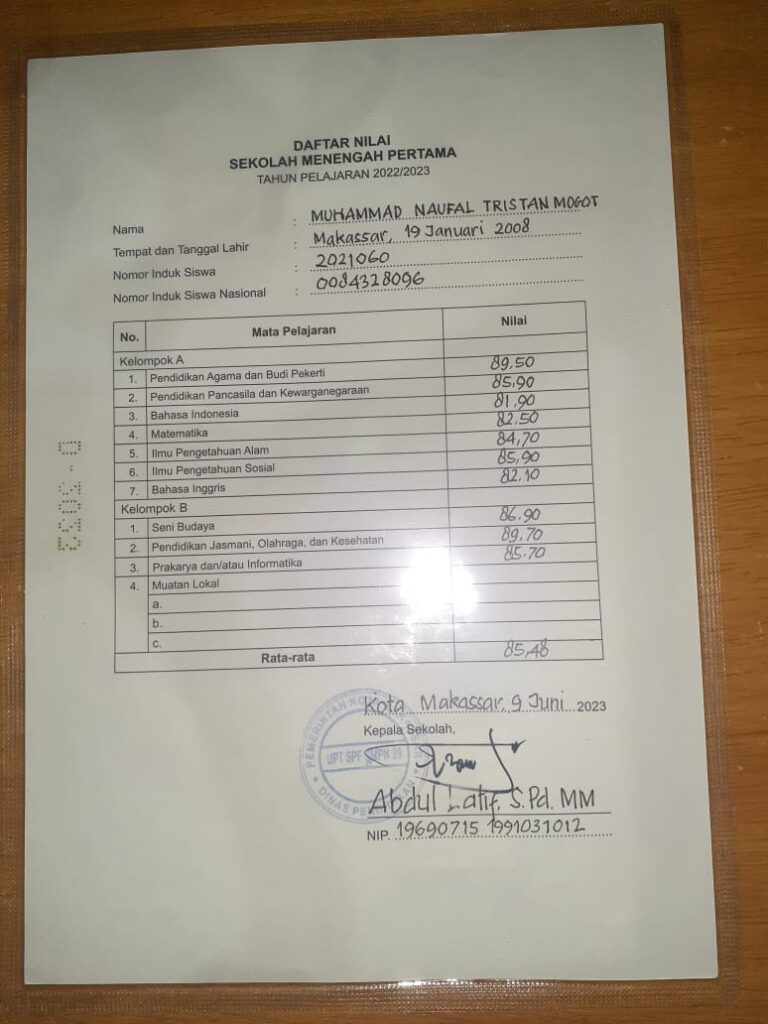 DAFTAR NILAI
SEKOLAH MENENGAH PERTAMA
TAHUN PELAJARAN 2022/2023
Nama : MUHAMMAD NAUFAL TRISTAN MOGOT
Tempat dan Tanggal Lahir : Makassar, 19 Januari 2008
Nomor Induk Siswa : 2021060
Nomor Induk Siswa Nasional : 0084328096
No. Mata Pelajaran Nilai
Kelompok A
1. Pendidikan Agama dan Budi Pekerti 89,50
2. Pendidikan Pancasila dan Kewarganegaraan 85,90
3. Bahasa Indonesia 81,90
4. Matematika 82,50
5. Ilmu Pengetahuan Alam 84,70
6. Ilmu Pengetahuan Sosial 85,90
7. Bahasa Inggris 82,10
Kelompok B
1. Seni Budaya 86,90
2. Pendidikan Jasmani, Olahraga, dan Kesehatan 89,70
3. Prakarya dan/atau Informatika 85,70
4. Muatan Lokal
a.
b.
c.
Rata-rata 85,48
Kota Makassar, 9 Juni 2023
Kepala Sekolah,
PEMERINTAH
UPT SPF
DINAS
Abdul Latif, S.Pd. MM
NIP. 19690715 1991031012